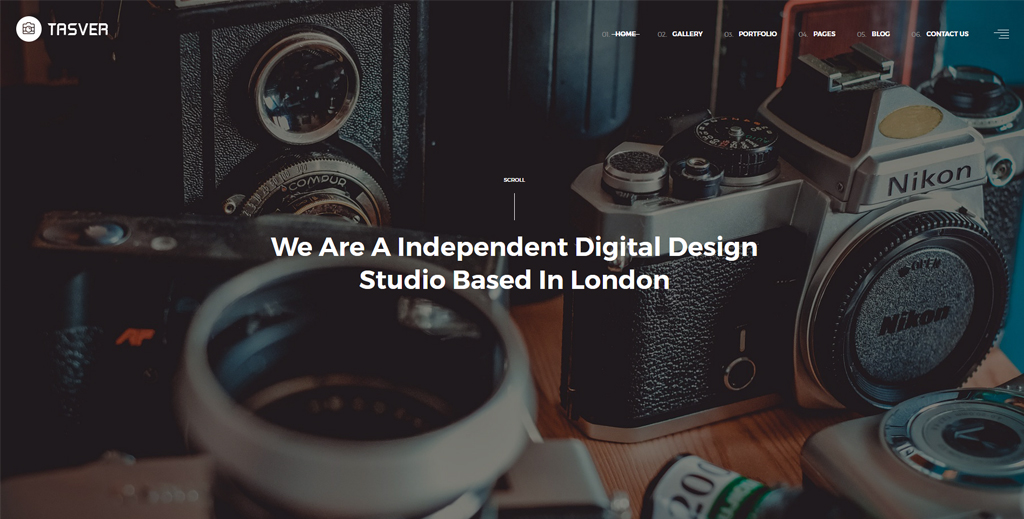 TASVER
01. HOME
02. GALLERY
03. PORTFOLIO
04. PAGES
05. BLOG
06. CONTACT US
COMPUR
Nikon
SCROLL
We Are A Independent Digital Design
Studio Based In London
Nikon
200